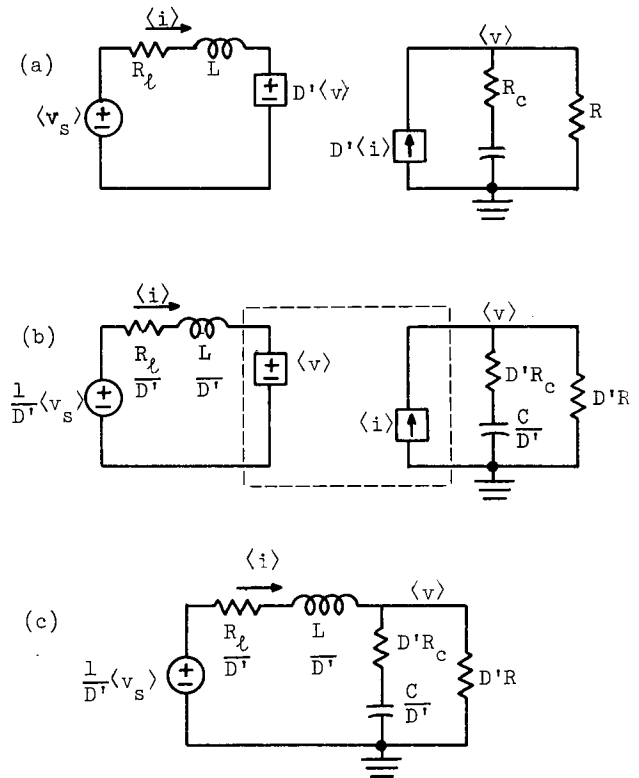 ⟨i⟩
⟨v⟩
(a)
R_ℓ
L
D'⟨v⟩
R_c
R
⟨v_s⟩
D'⟨i⟩
⟨i⟩
⟨v⟩
(b)
R_ℓ/D'
L/D'
⟨v⟩
D'R_c
1/D'⟨v_s⟩
⟨i⟩
C/D'
D'R
⟨i⟩
⟨v⟩
(c)
R_ℓ/D'
L/D'
D'R_c
D'R
1/D'⟨v_s⟩
C/D'